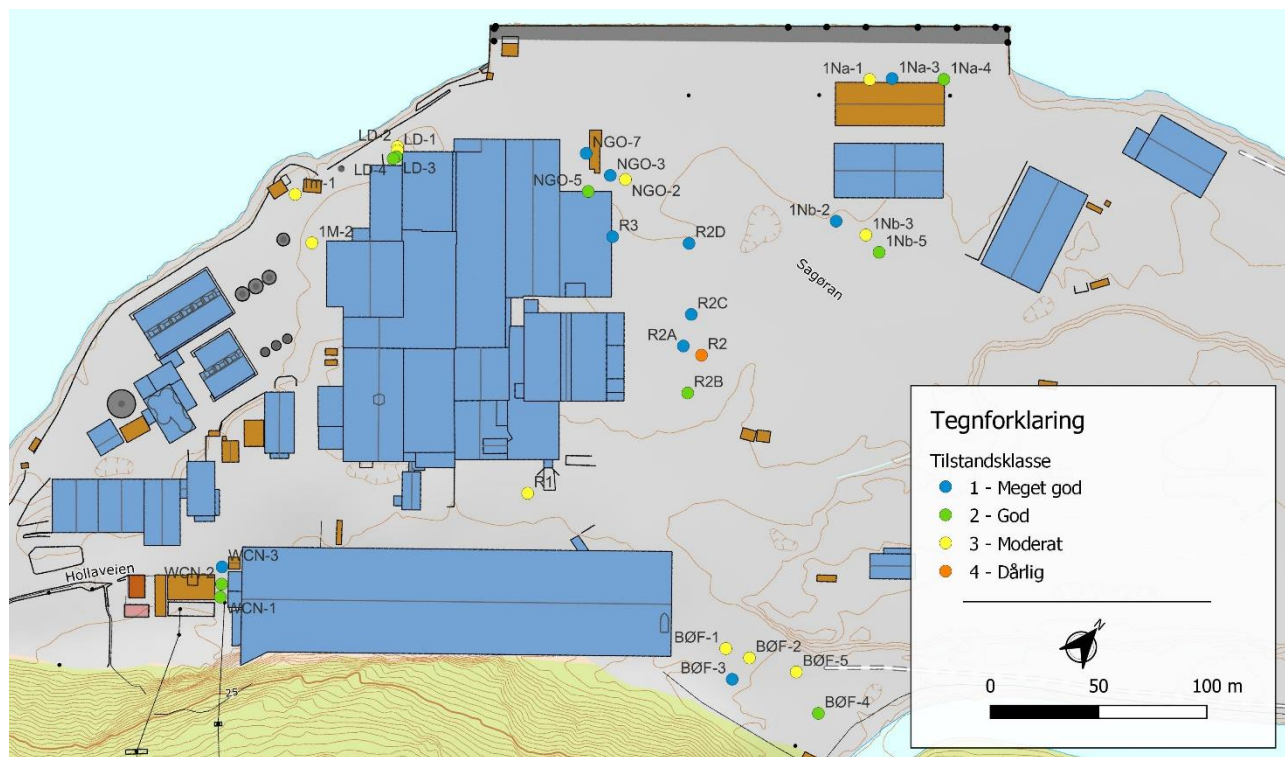 1Na-1
1Na-3
1Na-4
LD-2
LD-1
LD-4
LD-3
NGO-7
NGO-3
NGO-5
NGO-2
-1
1M-2
R3
R2D
1Nb-2
1Nb-3
1Nb-5
Sagøran
R2C
R2A
R2
R2B
R1
Hollaveien
WCN-3
WCN-2
WCN-1
BØF-1
BØF-2
BØF-3
BØF-5
BØF-4
25
Tegnforklaring
Tilstandsklasse
1 - Meget god
2 - God
3 - Moderat
4 - Dårlig
N
0 50 100 m